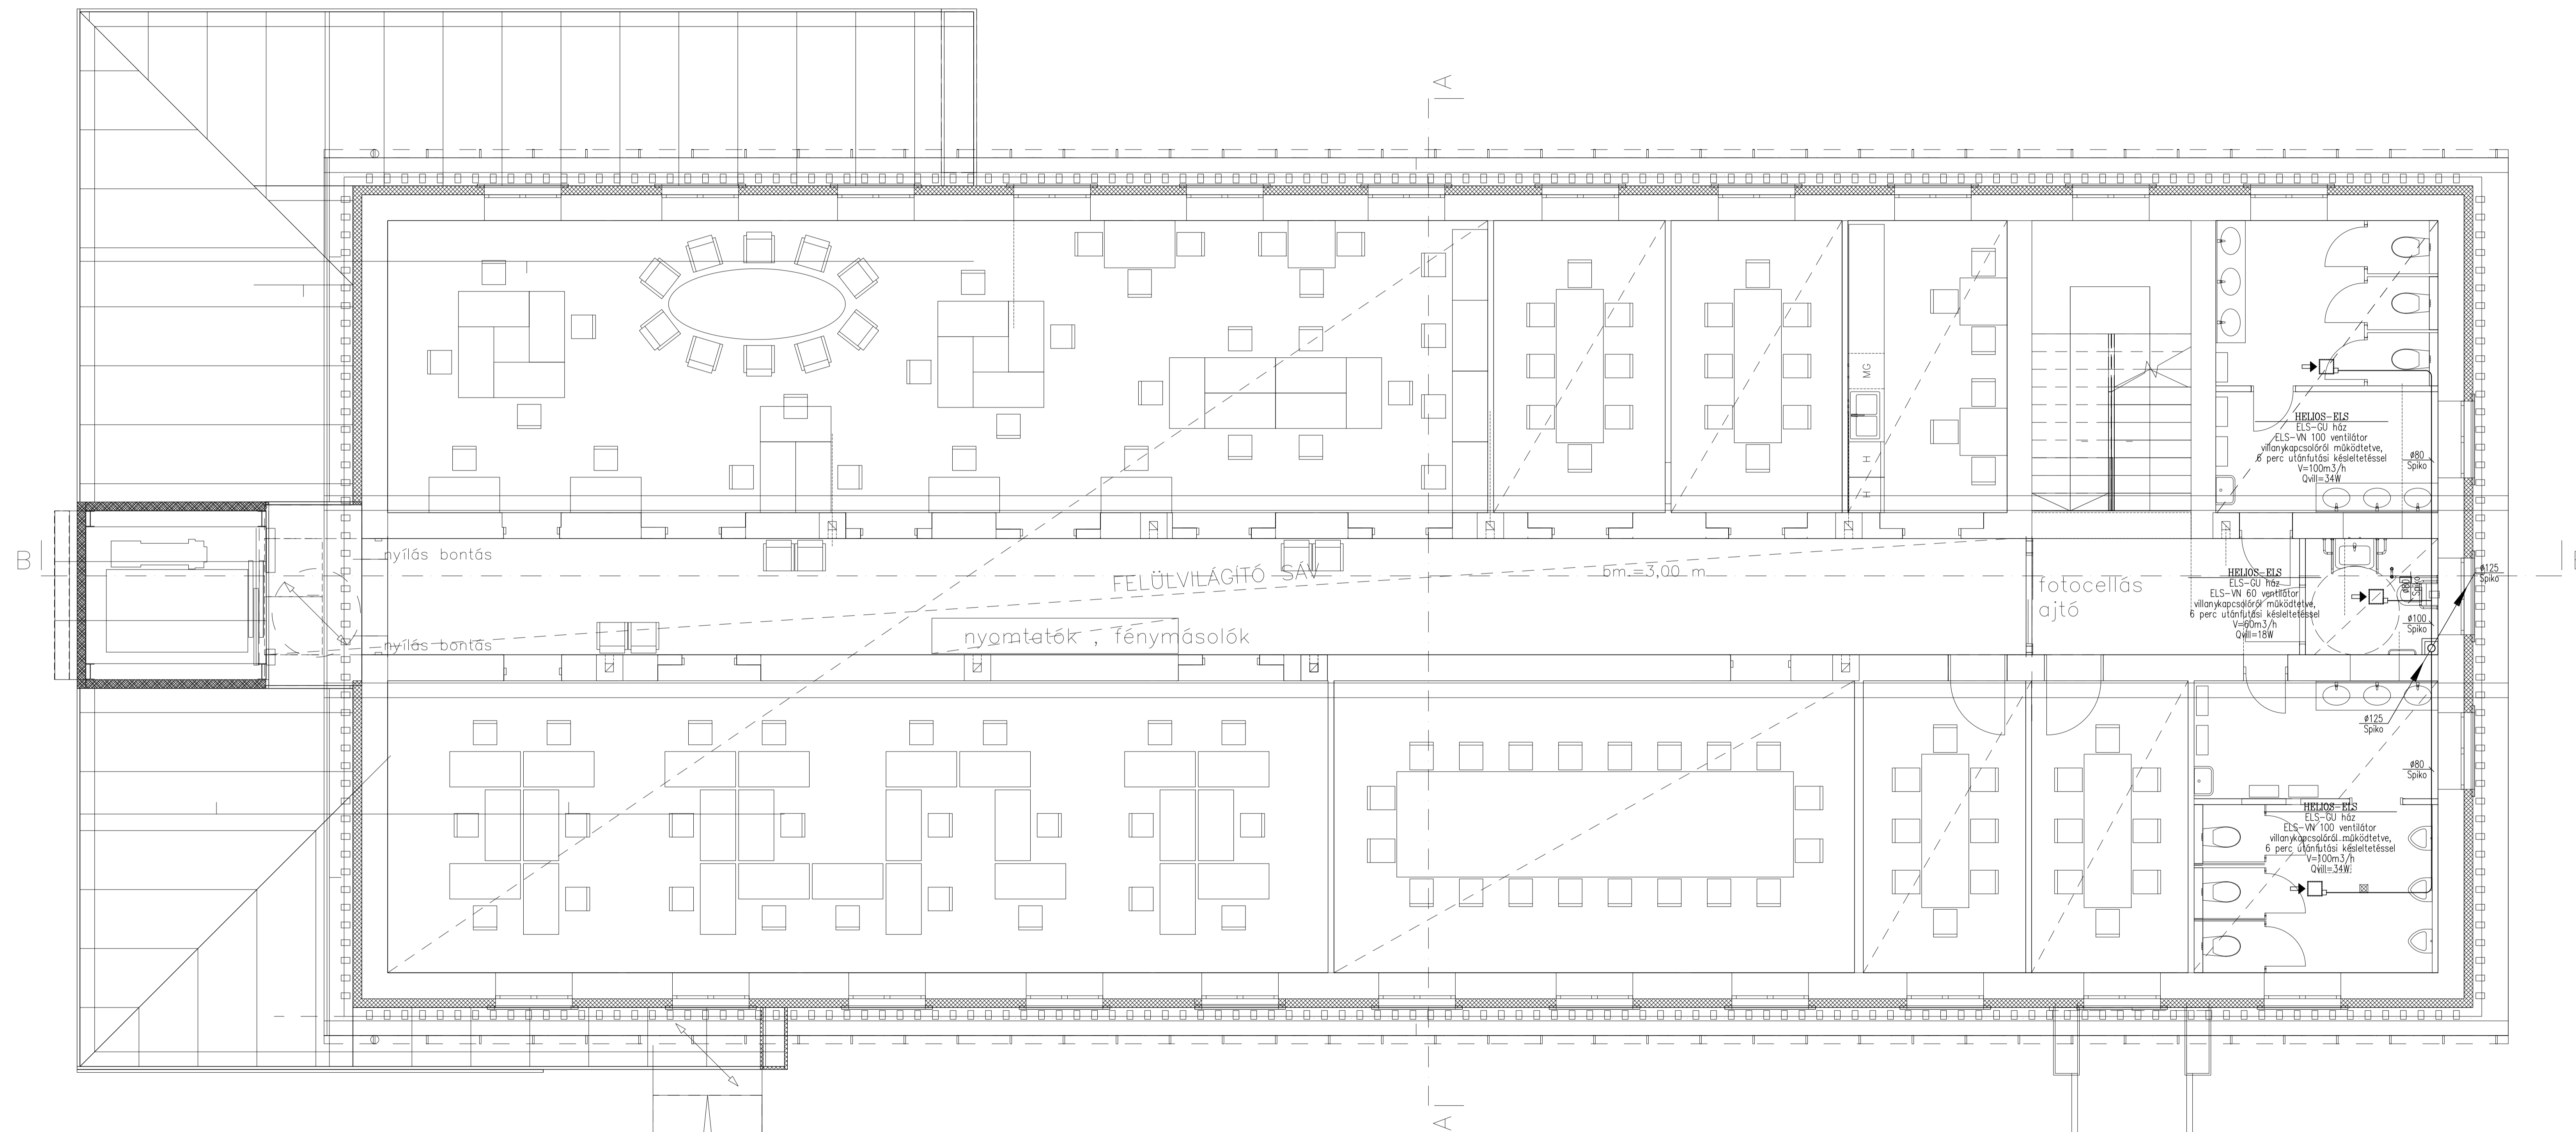 A
MG
H
H
HELIOS-ELS
ELS-GU ház
ELS-VN 100 ventilátor
villanykapcsolóról működtetve,
6 perc utánfutási késleltetéssel
V=100m3/h
Qvill=34W
ø80
Spiko
B
nyílás bontás
FELÜLVILÁGÍTÓ SÁV
bm.=3,00 m
fotocellás
ajtó
HELIOS-ELS
ELS-GU ház
ELS-VN 60 ventilátor
villanykapcsolóról működtetve,
6 perc utánfutási késleltetéssel
V=60m3/h
Qvill=18W
ø80
Spiko
ø125
Spiko
ø100
Spiko
nyílás bontás
nyomtatók , fénymásolók
ø125
Spiko
ø80
Spiko
HELIOS-ELS
ELS-GU ház
ELS-VN 100 ventilátor
villanykapcsolóról működtetve,
6 perc utánfutási késleltetéssel
V=100m3/h
Qvill=34W
A